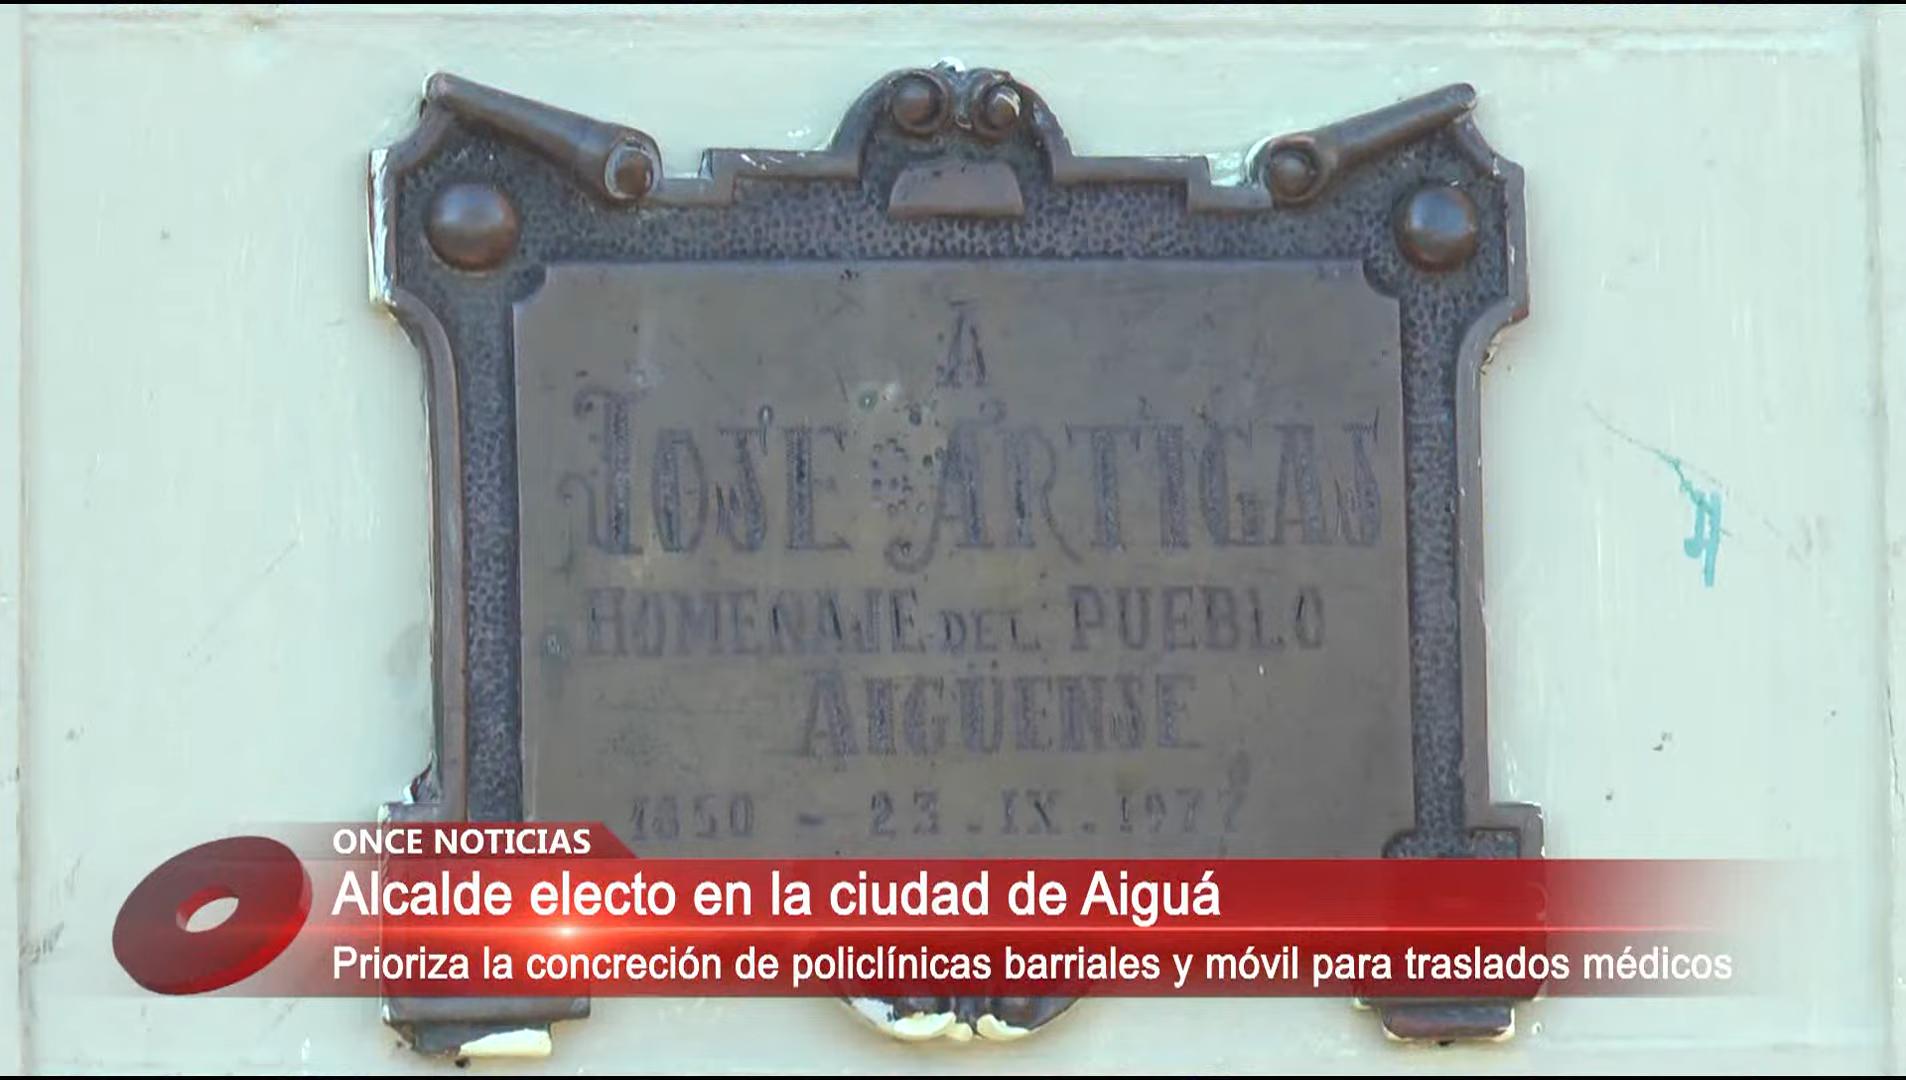 A
JOSE ARTIGAS
HOMENAJE DEL PUEBLO
AIGÜENSE
1850 - 23.IX.1977
ONCE NOTICIAS
Alcalde electo en la ciudad de Aiguá
Prioriza la concreción de policlínicas barriales y móvil para traslados médicos